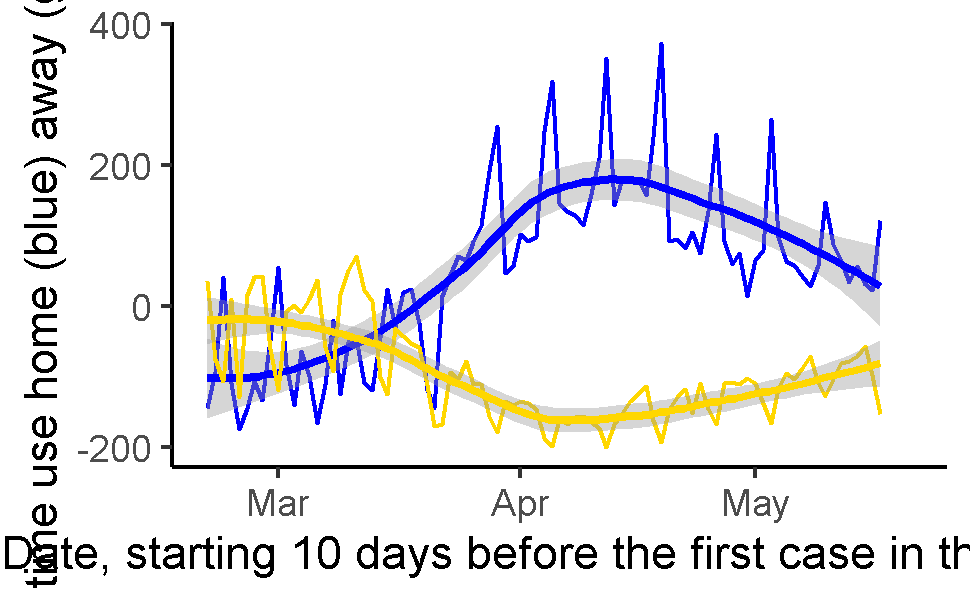 time use home (blue) away (
400
200
0
-200
Mar Apr May
Date, starting 10 days before the first case in th